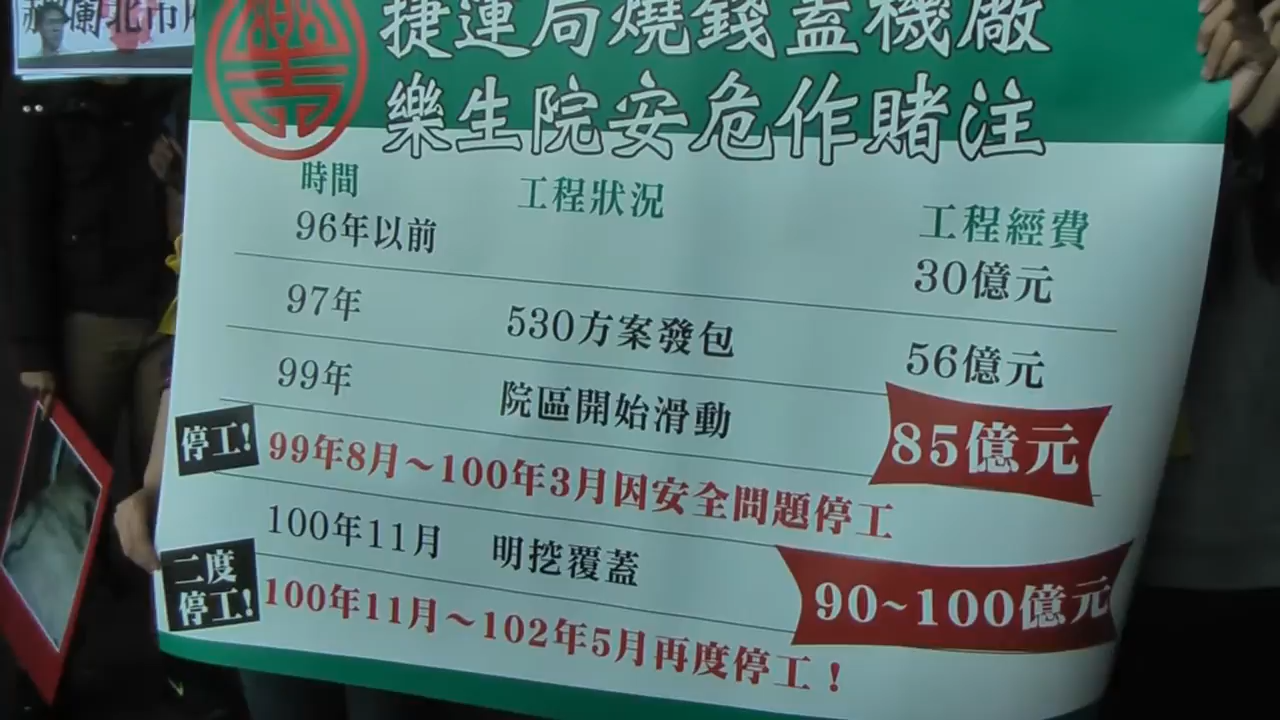 北市
捷運局燒錢蓋機廠
樂生院安危作賭注
時間 工程狀況 工程經費
96年以前 30億元
97年 530方案發包 56億元
99年 院區開始滑動 85億元
停工! 99年8月～100年3月因安全問題停工
100年11月 明挖覆蓋 90~100億元
二度停工! 100年11月～102年5月再度停工！